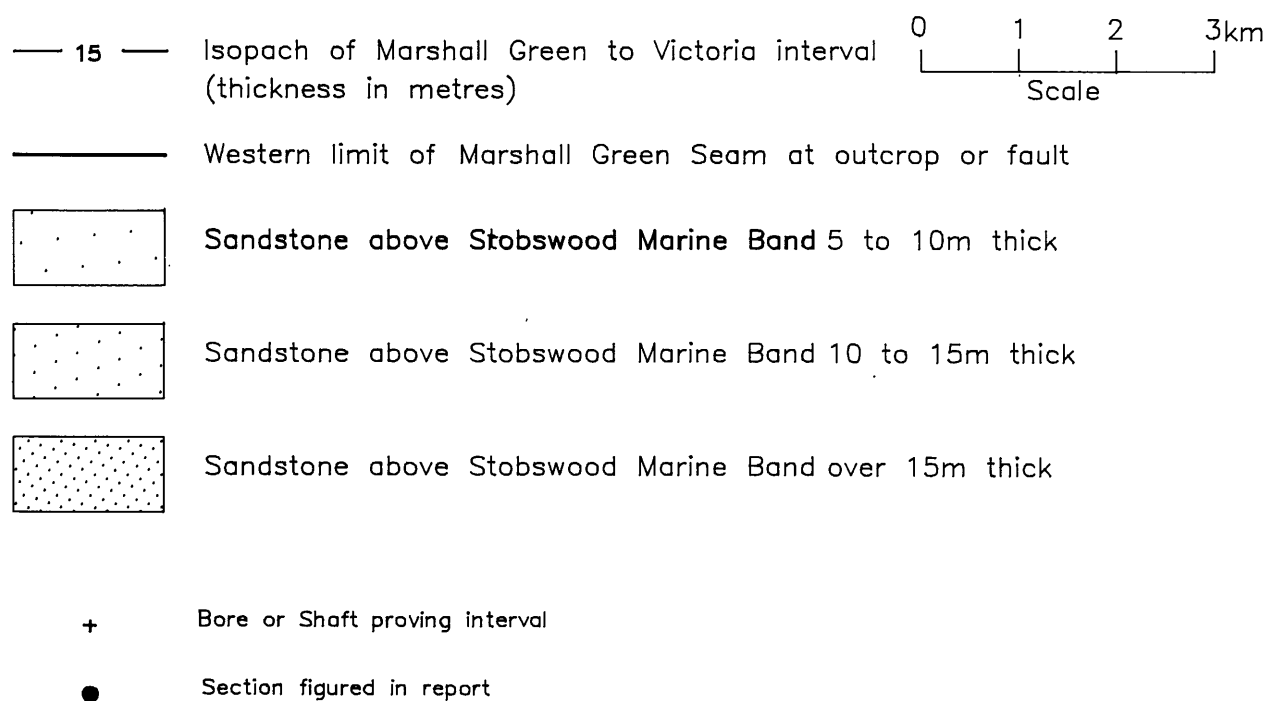 0 1 2 3km
— 15 — Isopach of Marshall Green to Victoria interval
(thickness in metres)
Scale
Western limit of Marshall Green Seam at outcrop or fault
Sandstone above Stobswood Marine Band 5 to 10m thick
Sandstone above Stobswood Marine Band 10 to 15m thick
Sandstone above Stobswood Marine Band over 15m thick
+ Bore or Shaft proving interval
Section figured in report